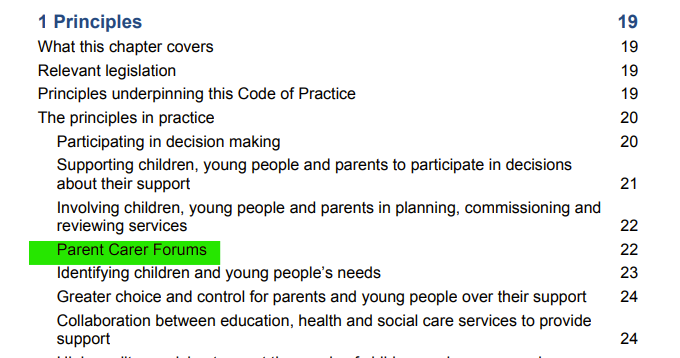 1 Principles 19
What this chapter covers 19
Relevant legislation 19
Principles underpinning this Code of Practice 19
The principles in practice 20
Participating in decision making 20
Supporting children, young people and parents to participate in decisions
about their support 21
Involving children, young people and parents in planning, commissioning and
reviewing services 22
Parent Carer Forums 22
Identifying children and young people’s needs 23
Greater choice and control for parents and young people over their support 24
Collaboration between education, health and social care services to provide
support 24